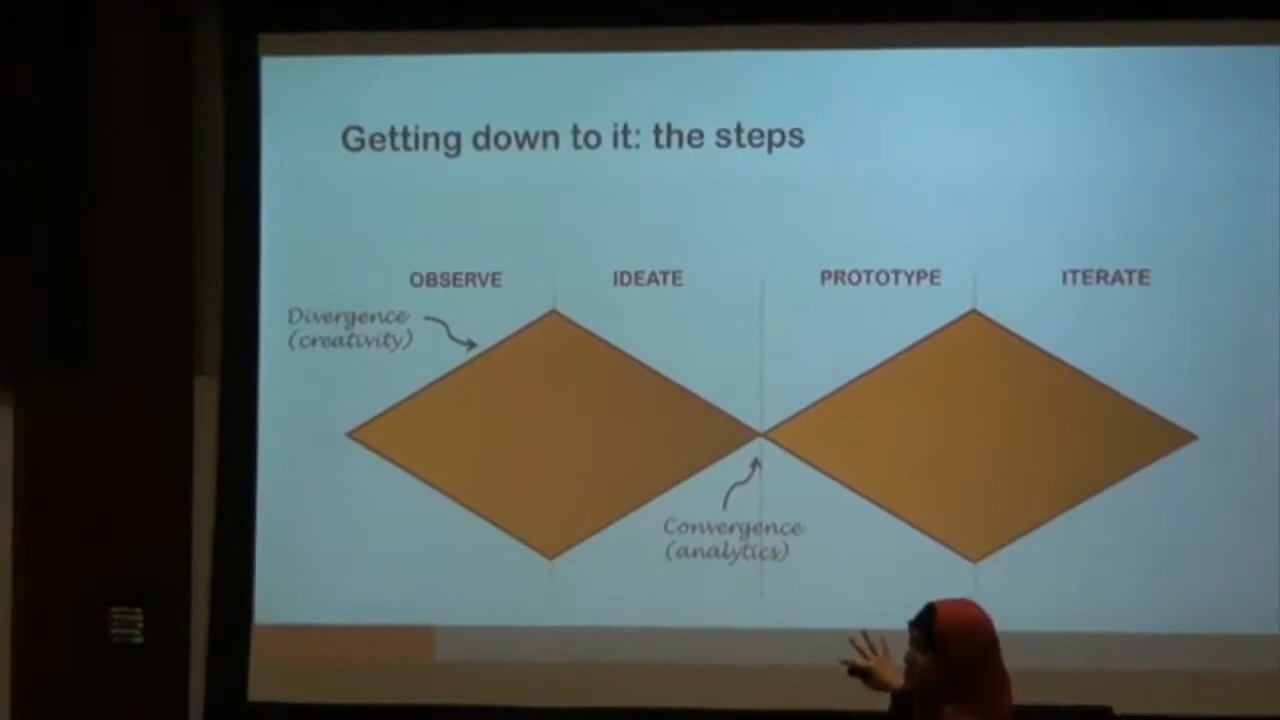 Getting down to it: the steps
OBSERVE
IDEATE
PROTOTYPE
ITERATE
Divergence
(creativity)
Convergence
(analytics)